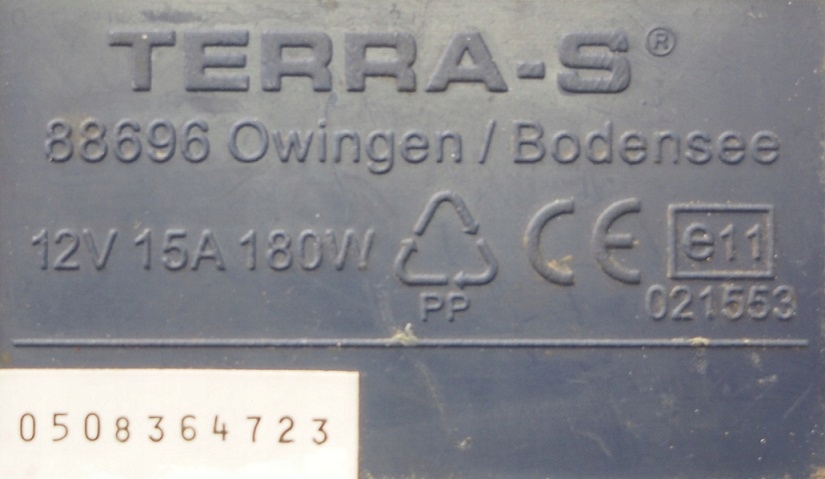 TERRA-S®
88696 Owingen / Bodensee
12V 15A 180W PP CE e11
021553
0508364723